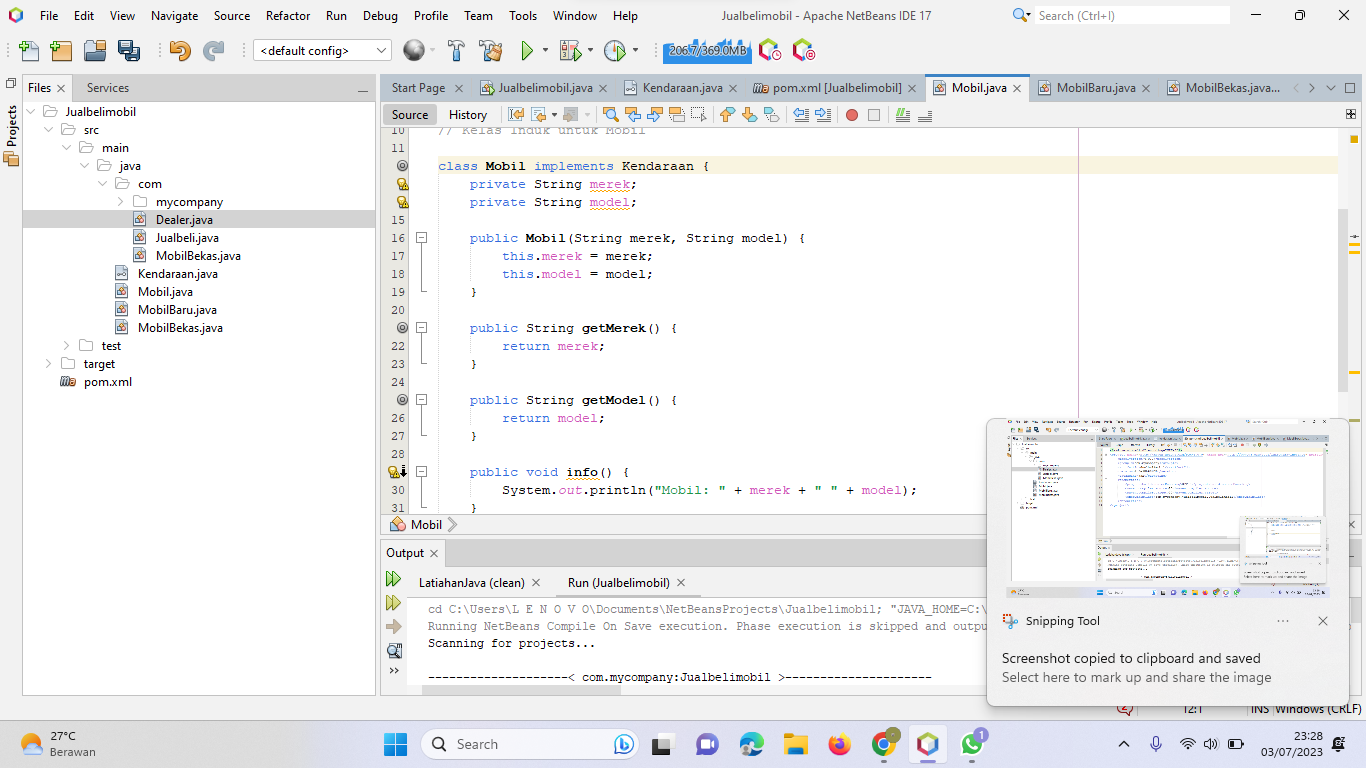 File Edit View Navigate Source Refactor Run Debug Profile Team Tools Window Help
Jualbelimobil - Apache NetBeans IDE 17
Search (Ctrl+I)
<default config>
206.7/369.0MB
Files
Services
Projects
Jualbelimobil
src
main
java
com
mycompany
Dealer.java
Jualbeli.java
MobilBekas.java
Kendaraan.java
Mobil.java
MobilBaru.java
MobilBekas.java
test
target
pom.xml
Start Page
Jualbelimobil.java
Kendaraan.java
pom.xml [Jualbelimobil]
Mobil.java
MobilBaru.java
MobilBekas.java...
Source History
10 // Kelas Induk untuk Mobil
11
class Mobil implements Kendaraan {
private String merek;
private String model;
15
16 public Mobil(String merek, String model) {
17 this.merek = merek;
18 this.model = model;
19 }
20
public String getMerek() {
22 return merek;
23 }
24
public String getModel() {
26 return model;
27 }
28
public void info() {
30 System.out.println("Mobil: " + merek + " " + model);
31 }
Mobil
Output
LatiahanJava (clean)
Run (Jualbelimobil)
cd C:\Users\L E N O V O\Documents\NetBeansProjects\Jualbelimobil; "JAVA_HOME=C:\
Running NetBeans Compile On Save execution. Phase execution is skipped and outpu
Scanning for projects...
--------------------< com.mycompany:Jualbelimobil >---------------------
Snipping Tool
Screenshot copied to clipboard and saved
Select here to mark up and share the image
12:1
INS
Windows (CRLF)
27°C
Berawan
Search
1
23:28
03/07/2023